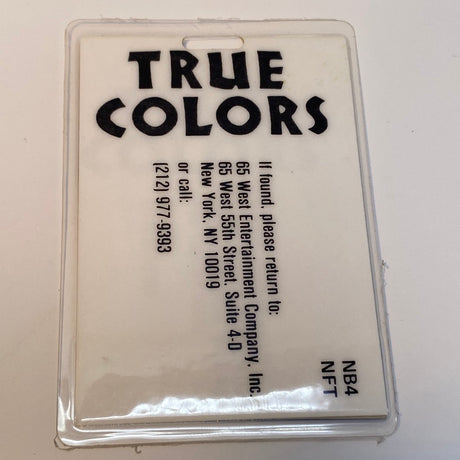 TRUE
COLORS
If found, please return to:
65 West Entertainment Company, Inc.
65 West 55th Street, Suite 4-D
New York, NY 10019
or call:
(212) 977-9393
NB4
NFT